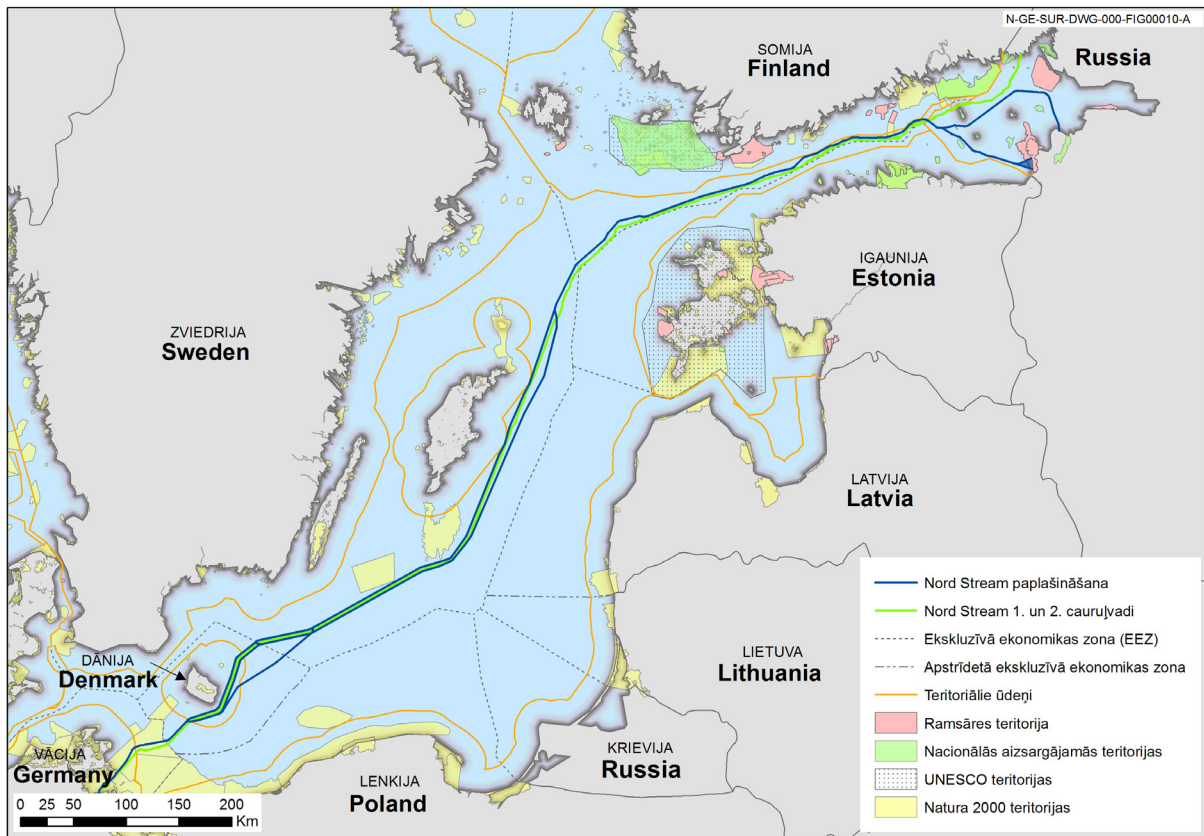 N-GE-SUR-DWG-000-FIG00010-A
SOMIJA
Finland
Russia
IGAUNIJA
Estonia
ZVIEDRIJA
Sweden
LATVIJA
Latvia
LIETUVA
Lithuania
DĀNIJA
Denmark
KRIEVIJA
Russia
VĀCIJA
Germany
LENKIJA
Poland
Nord Stream paplašināšana
Nord Stream 1. un 2. cauruļvadi
Ekskluzīvā ekonomikas zona (EEZ)
Apstrīdētā ekskluzīvā ekonomikas zona
Teritoriālie ūdeņi
Ramsāres teritorija
Nacionālās aizsargājamās teritorijas
UNESCO teritorijas
Natura 2000 teritorijas
0 25 50 100 150 200
Km